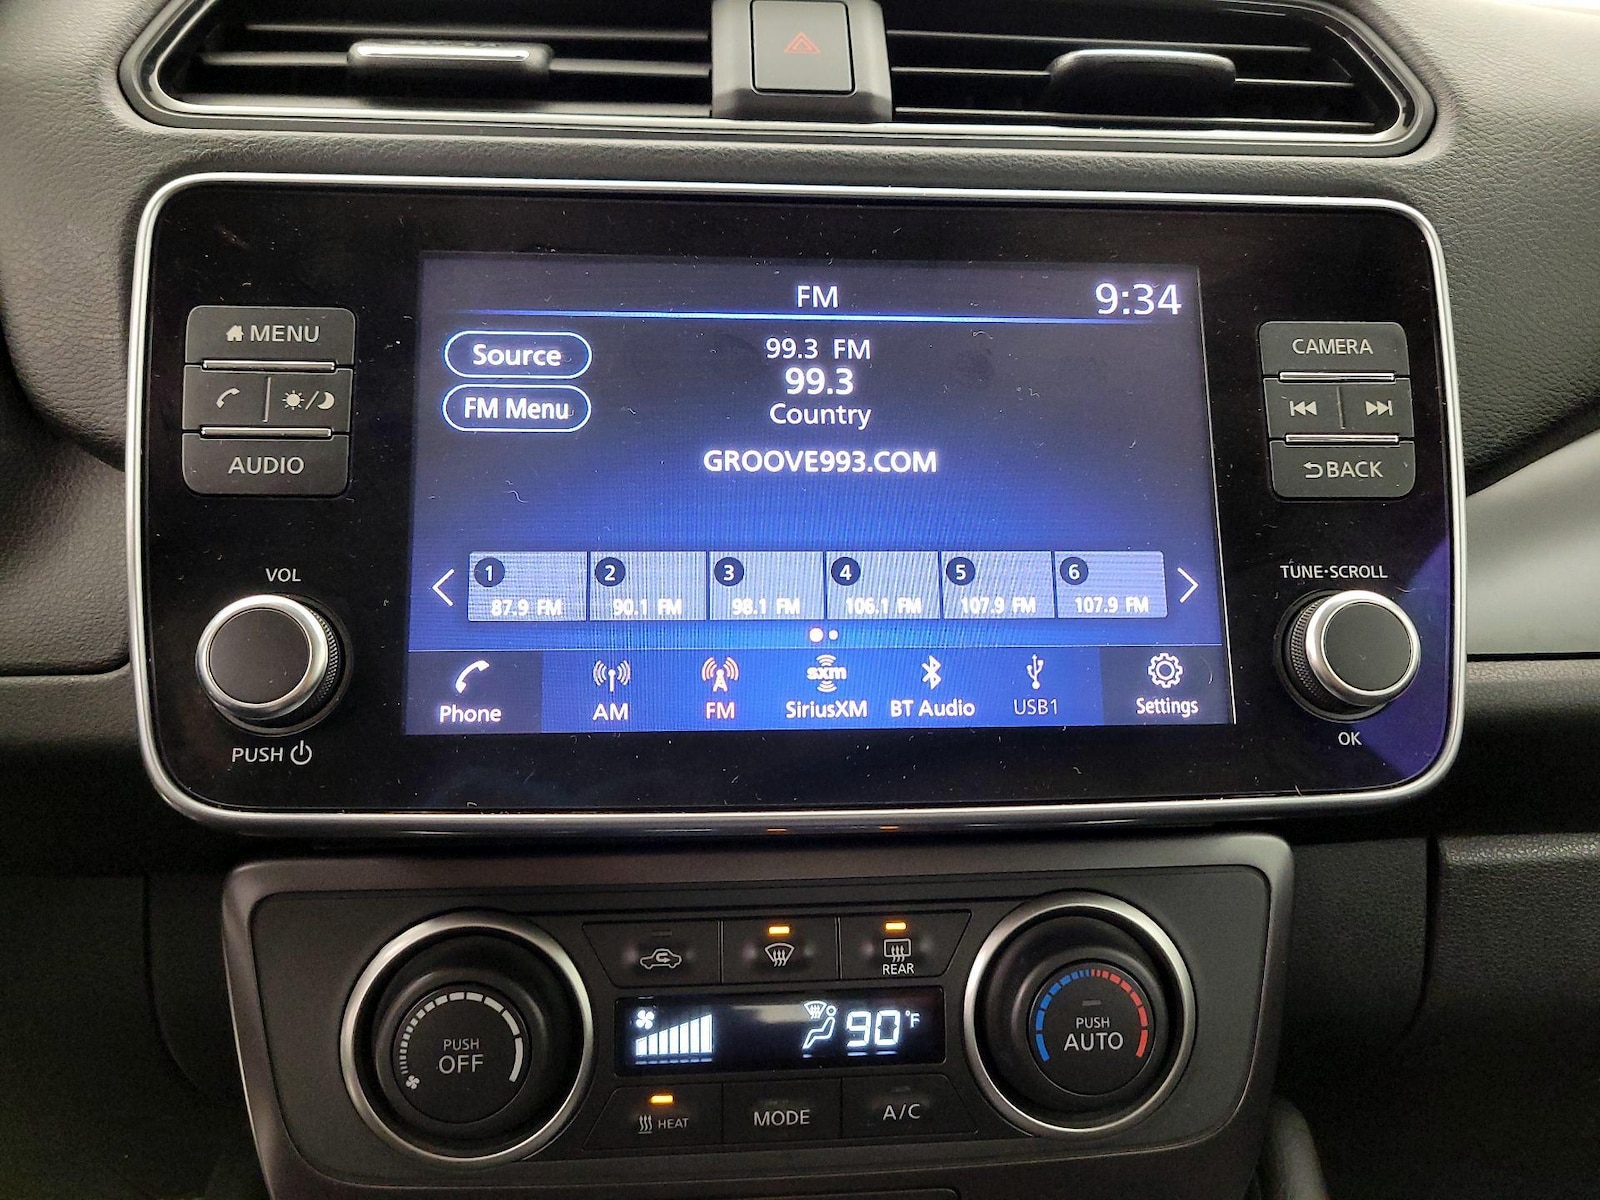 FM
9:34
MENU
Source
99.3 FM
CAMERA
99.3
FM Menu
Country
AUDIO
GROOVE993.COM
BACK
VOL
TUNE·SCROLL
1 2 3 4 5 6
87.9 FM 90.1 FM 98.1 FM 106.1 FM 107.9 FM 107.9 FM
sxm
Phone AM FM SiriusXM BT Audio USB1 Settings
PUSH
OK
REAR
90°F
PUSH
OFF
PUSH
AUTO
HEAT MODE A/C